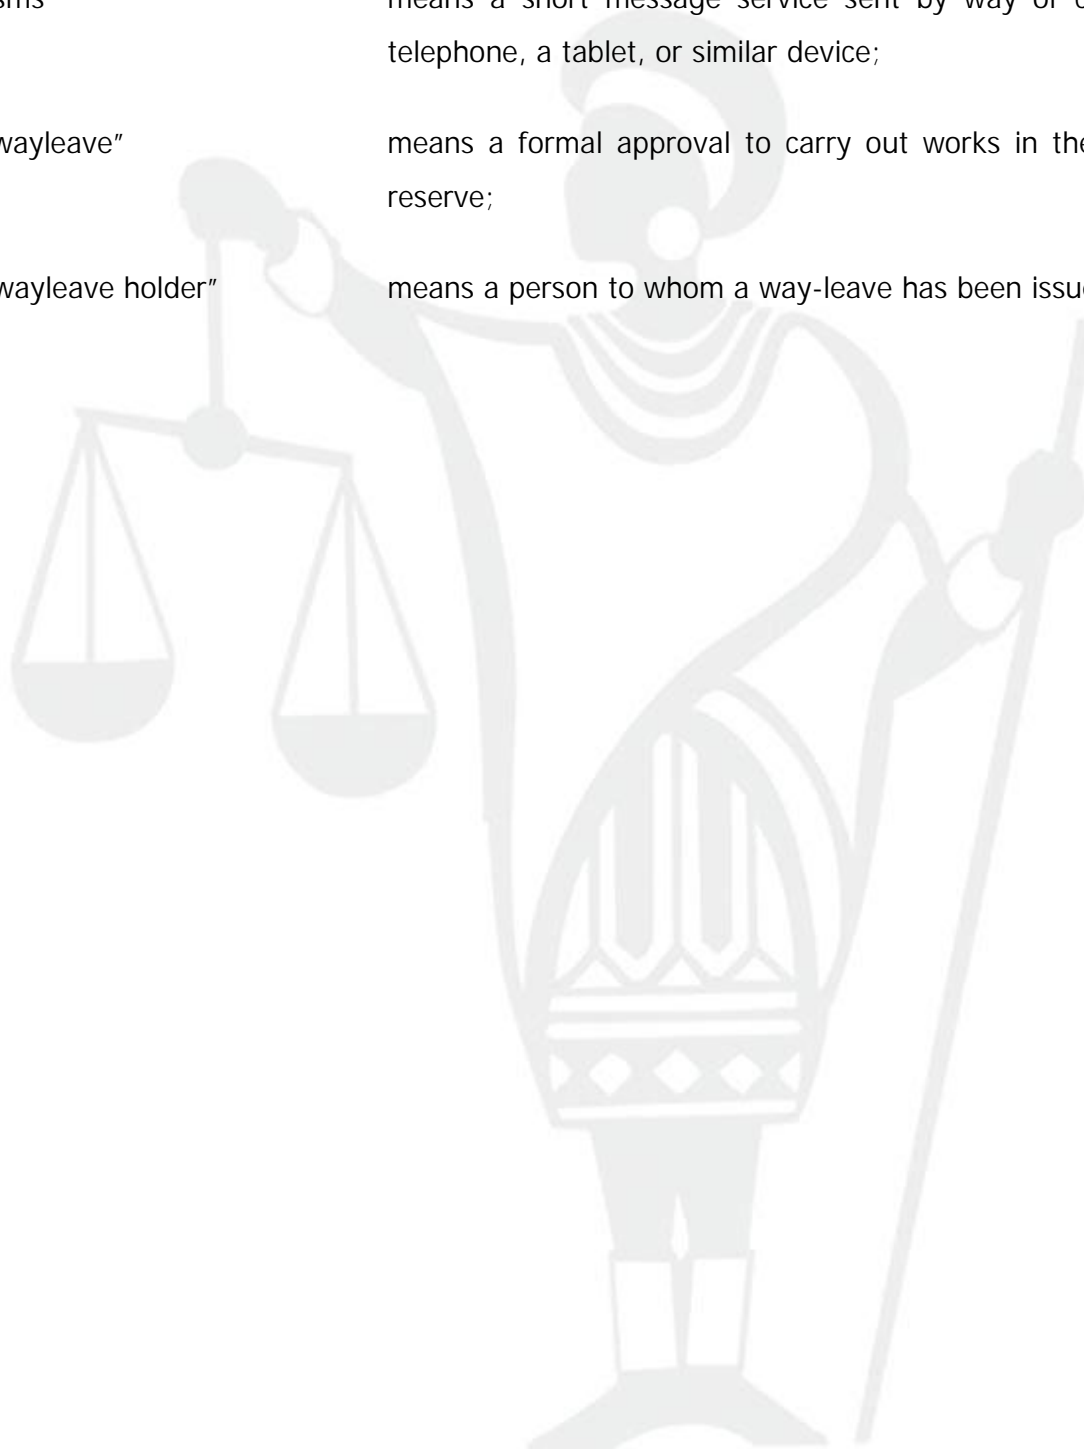 sms
means a short message service sent by way of
telephone, a tablet, or similar device;
wayleave" means a formal approval to carry out works in the
reserve;
wayleave holder" means a person to whom a way-leave has been